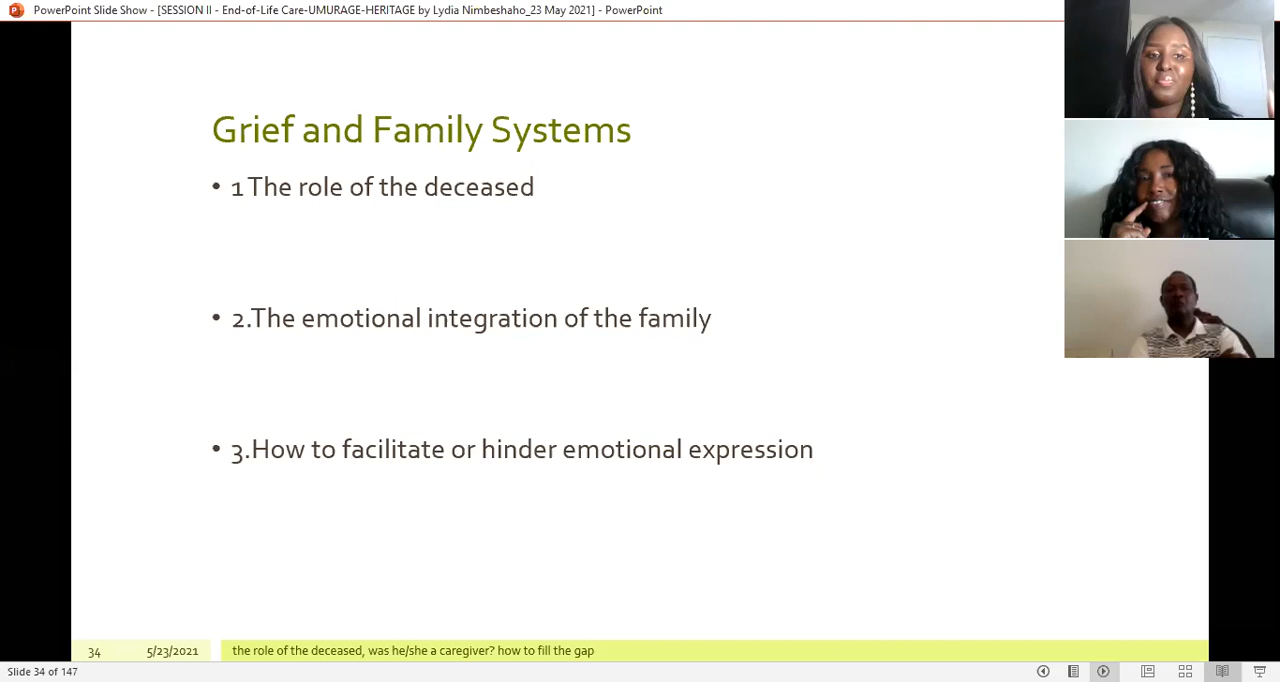 PowerPoint Slide Show - [SESSION II - End-of-Life Care-UMURAGE-HERITAGE by Lydia Nimbeshaho_23 May 2021] - PowerPoint
Grief and Family Systems
• 1 The role of the deceased
• 2.The emotional integration of the family
• 3.How to facilitate or hinder emotional expression
34 5/23/2021 the role of the deceased, was he/she a caregiver? how to fill the gap
Slide 34 of 147